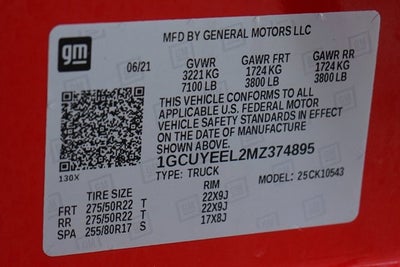 gm
MFD BY GENERAL MOTORS LLC
06/21 GVWR GAWR FRT GAWR RR
3221 KG 1724 KG 1724 KG
7100 LB 3800 LB 3800 LB
THIS VEHICLE CONFORMS TO ALL
APPLICABLE U.S. FEDERAL MOTOR
VEHICLE SAFETY STANDARDS IN EFFECT
ON THE DATE OF MANUFACTURE
SHOWN ABOVE.
1GCUYEEL2MZ374895
130X TYPE: TRUCK MODEL: 25CK10543
TIRE SIZE RIM
FRT 275/50R22 T 22X9J
RR 275/50R22 T 22X9J
SPA 255/80R17 S 17X8J